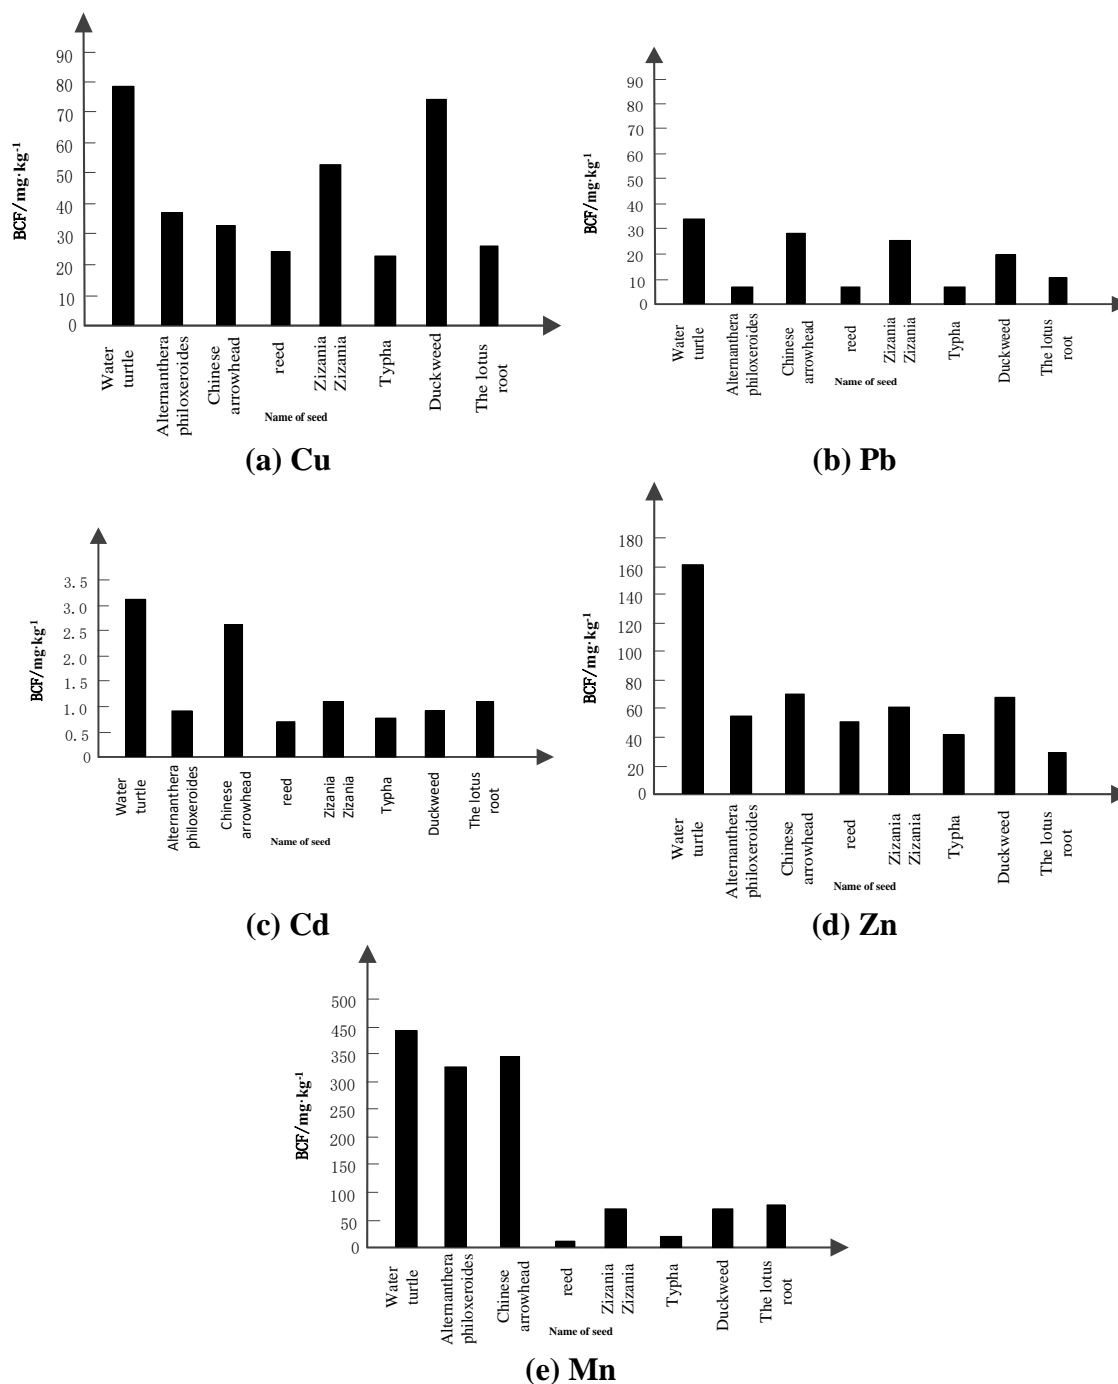 90
80
70
60
50
40
30
20
10
0
BCF/mg·kg-1
Water
turtle
Alternanthera
philoxeroides
Chinese
arrowhead
reed
Zizania
Zizania
Typha
Duckweed
The lotus
root
Name of seed
(a) Cu
90
80
70
60
50
40
30
20
10
0
BCF/mg·kg-1
Water
turtle
Alternanthera
philoxeroides
Chinese
arrowhead
reed
Zizania
Zizania
Typha
Duckweed
The lotus
root
Name of seed
(b) Pb
3.5
3.0
2.5
2.0
1.5
1.0
0.5
0
BCF/mg·kg-1
Water
turtle
Alternanthera
philoxeroides
Chinese
arrowhead
reed
Zizania
Zizania
Typha
Duckweed
The lotus
root
Name of seed
(c) Cd
180
160
140
120
100
80
60
40
20
0
BCF/mg·kg-1
Water
turtle
Alternanthera
philoxeroides
Chinese
arrowhead
reed
Zizania
Zizania
Typha
Duckweed
The lotus
root
Name of seed
(d) Zn
500
450
350
300
250
200
150
100
50
0
BCF/mg·kg-1
Water
turtle
Alternanthera
philoxeroides
Chinese
arrowhead
reed
Zizania
Zizania
Typha
Duckweed
The lotus
root
Name of seed
(e) Mn